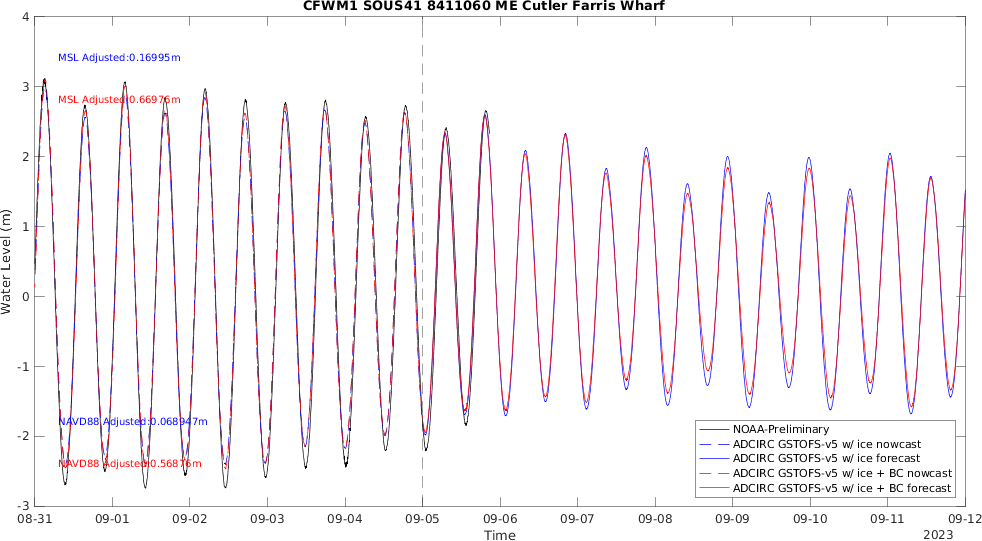 CFWM1 SOUS41 8411060 ME Cutler Farris Wharf
4
3
2
1
0
-1
-2
-3
Water Level (m)
MSL Adjusted:0.16995m
MSL Adjusted:0.66976m
NAVD88 Adjusted:0.068947m
NAVD88 Adjusted:0.56876m
NOAA-Preliminary
ADCIRC GSTOFS-v5 w/ ice nowcast
ADCIRC GSTOFS-v5 w/ ice forecast
ADCIRC GSTOFS-v5 w/ ice + BC nowcast
ADCIRC GSTOFS-v5 w/ ice + BC forecast
08-31 09-01 09-02 09-03 09-04 09-05 09-06 09-07 09-08 09-09 09-10 09-11 09-12
Time
2023